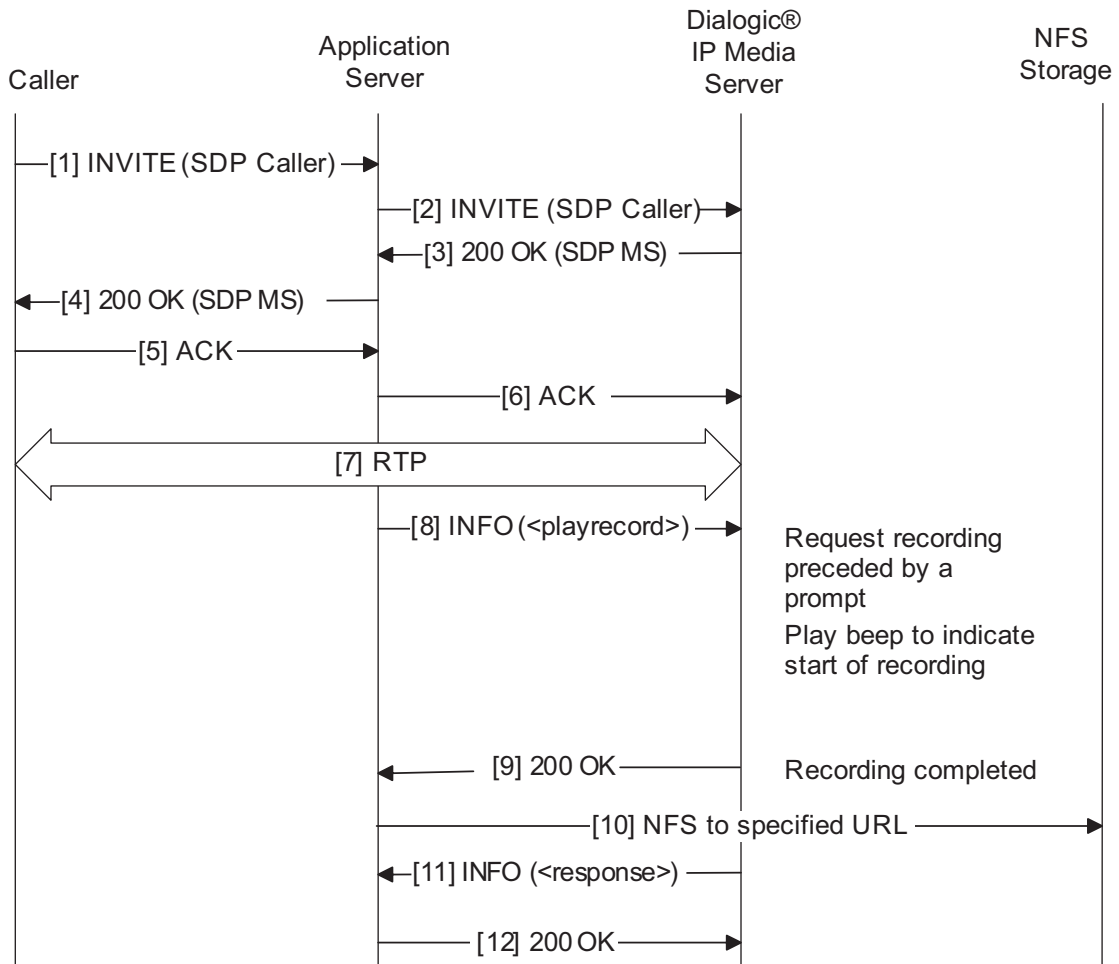 Caller
Application
Server
Dialogic®
IP Media
Server
NFS
Storage
[1] INVITE (SDP Caller)
[2] INVITE (SDP Caller)
[3] 200 OK (SDP MS)
[4] 200 OK (SDP MS)
[5] ACK
[6] ACK
[7] RTP
[8] INFO (<playrecord>)
Request recording
preceded by a
prompt
Play beep to indicate
start of recording
[9] 200 OK
Recording completed
[10] NFS to specified URL
[11] INFO (<response>)
[12] 200 OK